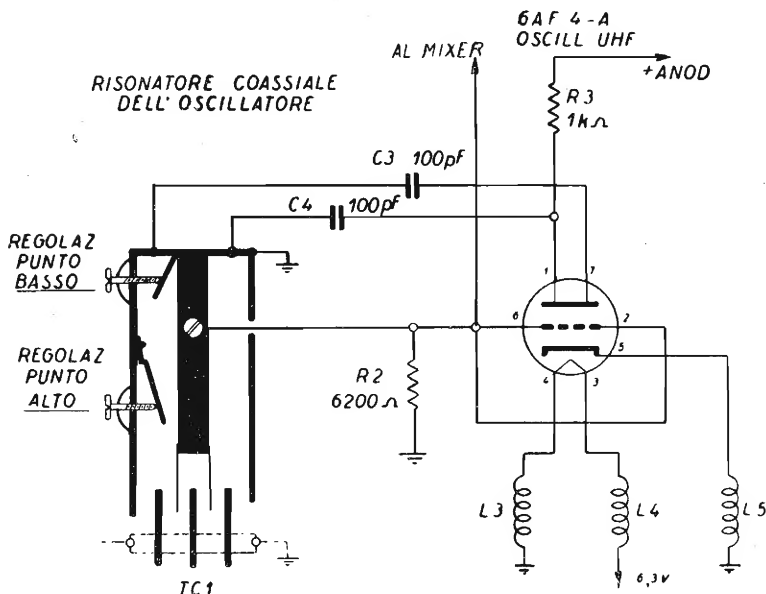 6AF 4-A
OSCILL UHF
AL MIXER
+ANOD
RISONATORE COASSIALE
DELL' OSCILLATORE
R3
1kΩ
C3 100pF
C4 100pF
REGOLAZ
PUNTO
BASSO
1 7
6 2
5
4 3
REGOLAZ
PUNTO
ALTO
R2
6200Ω
L3 L4 L5
6,3V
TC1